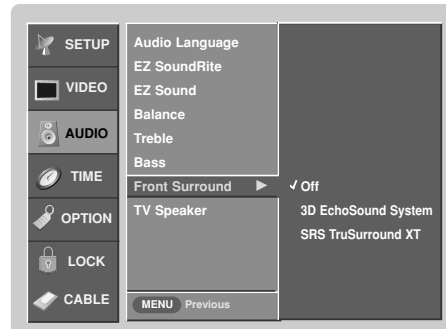 SETUP
VIDEO
AUDIO
TIME
OPTION
LOCK
CABLE
Audio Language
EZ SoundRite
EZ Sound
Balance
Treble
Bass
Front Surround ▶
TV Speaker
MENU Previous
✓ Off
3D EchoSound System
SRS TruSurround XT